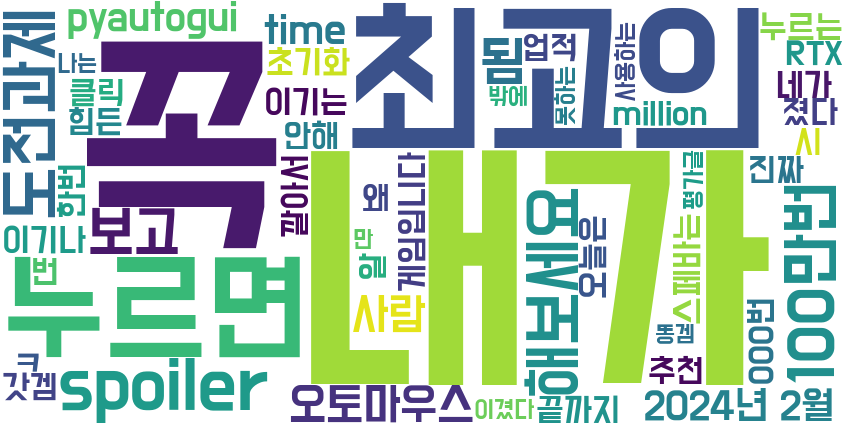 pyautogui
time
최고의
누르는
도전과제
나는
초기화
꼭
됨
업적
사용하는
RTX
클릭
이기는
밖에
못하는
million
네가
졌다
힘든
안해
시
한번
깔아서
왜
게임입니다
내가
평가글
진짜
이기나
보고
만
알
해보세요
오늘은
스페바는
100만번
번
누르면
사람
똥겜
000번
ㅋ
갓겜
spoiler
오토마우스
이겼다
끝까지
추천
2024년
2월